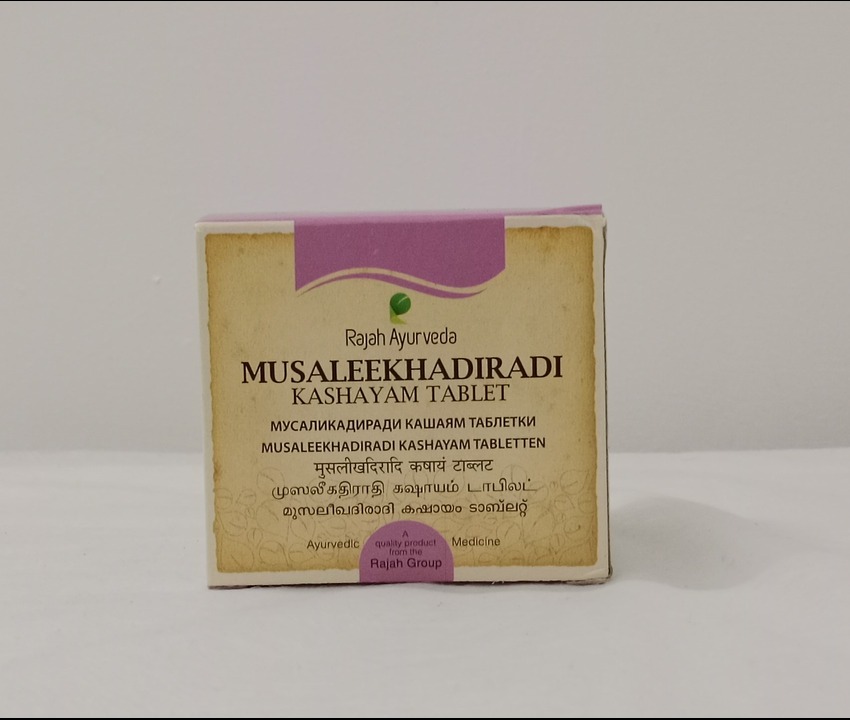 Rajah Ayurveda
MUSALEEKHADIRADI
KASHAYAM TABLET
МУСАЛИКАДИРАДИ КАШАЯМ ТАБЛЕТКИ
MUSALEEKHADIRADI KASHAYAM TABLETTEN
मुसलीखदिरादि कषायं टाब्लट
முஸலீகதிராதி கஷாயம் டாபிலட்
മുസലീഖദിരാദി കഷായം ടാബ്ലറ്റ്
Ayurvedic Medicine
A
quality product
from the
Rajah Group